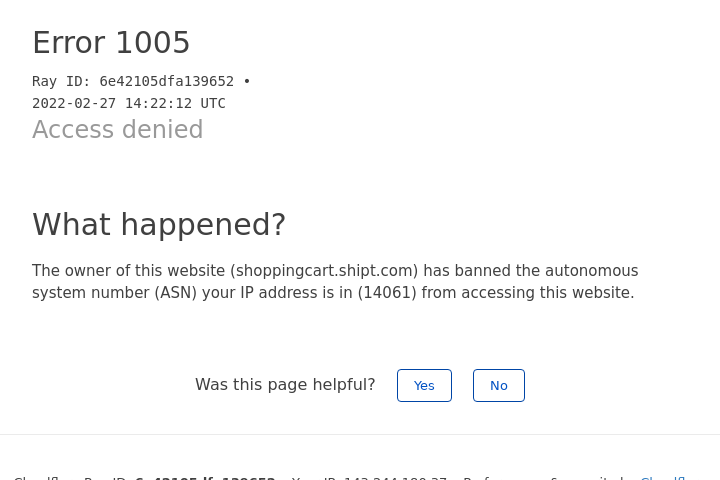 Error 1005
Ray ID: 6e42105dfa139652 •
2022-02-27 14:22:12 UTC
Access denied
What happened?
The owner of this website (shoppingcart.shipt.com) has banned the autonomous
system number (ASN) your IP address is in (14061) from accessing this website.
Was this page helpful? Yes No